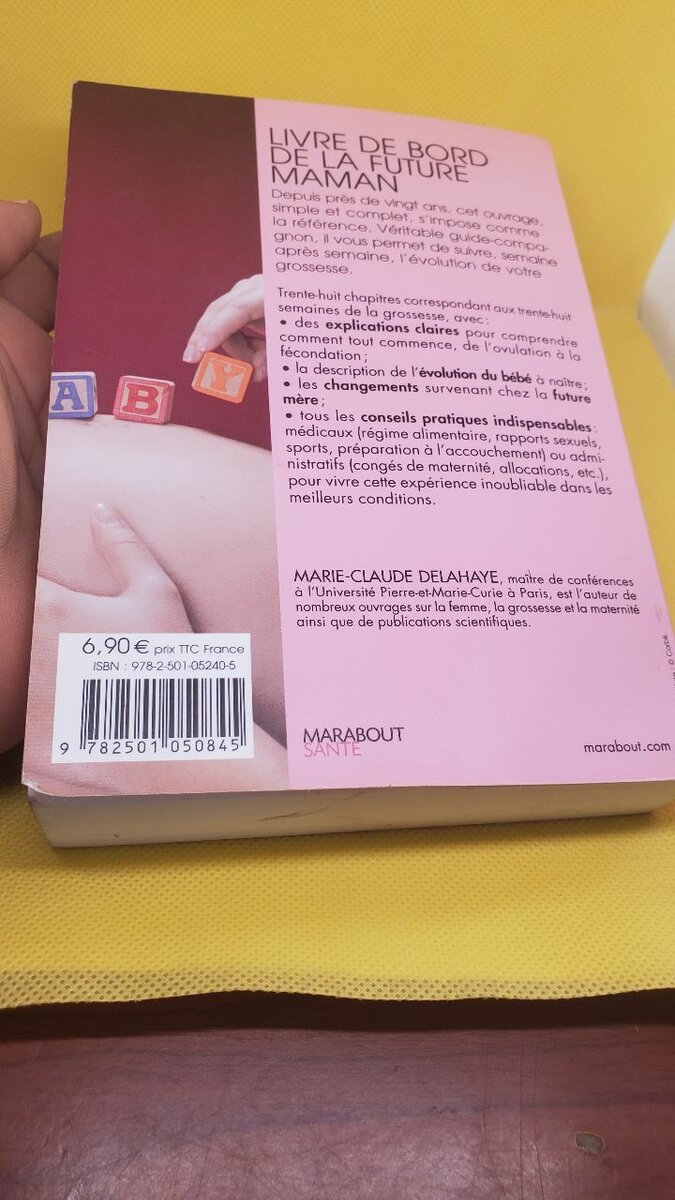 LIVRE DE BORD
DE LA FUTURE
MAMAN
Depuis près de vingt ans, cet ouvrage,
simple et complet, s'impose comme
la référence. Véritable guide-compa-
gnon, il vous permet de suivre, semaine
après semaine, l'évolution de votre
grossesse.
Trente-huit chapitres correspondant aux trente-huit
semaines de la grossesse, avec :
• des explications claires pour comprendre
comment tout commence, de l'ovulation à la
fécondation ;
• la description de l'évolution du bébé à naître ;
• les changements survenant chez la future
mère ;
• tous les conseils pratiques indispensables :
médicaux (régime alimentaire, rapports sexuels,
sports, préparation à l'accouchement) ou admi-
nistratifs (congés de maternité, allocations, etc.),
pour vivre cette expérience inoubliable dans les
meilleurs conditions.
MARIE-CLAUDE DELAHAYE, maître de conférences
à l'Université Pierre-et-Marie-Curie à Paris, est l'auteur de
nombreux ouvrages sur la femme, la grossesse et la maternité
ainsi que de publications scientifiques.
A B Y
6,90 € prix TTC France
ISBN : 978-2-501-05240-5
9 782501 050845
MARABOUT
SANTÉ
marabout.com
© Corbis